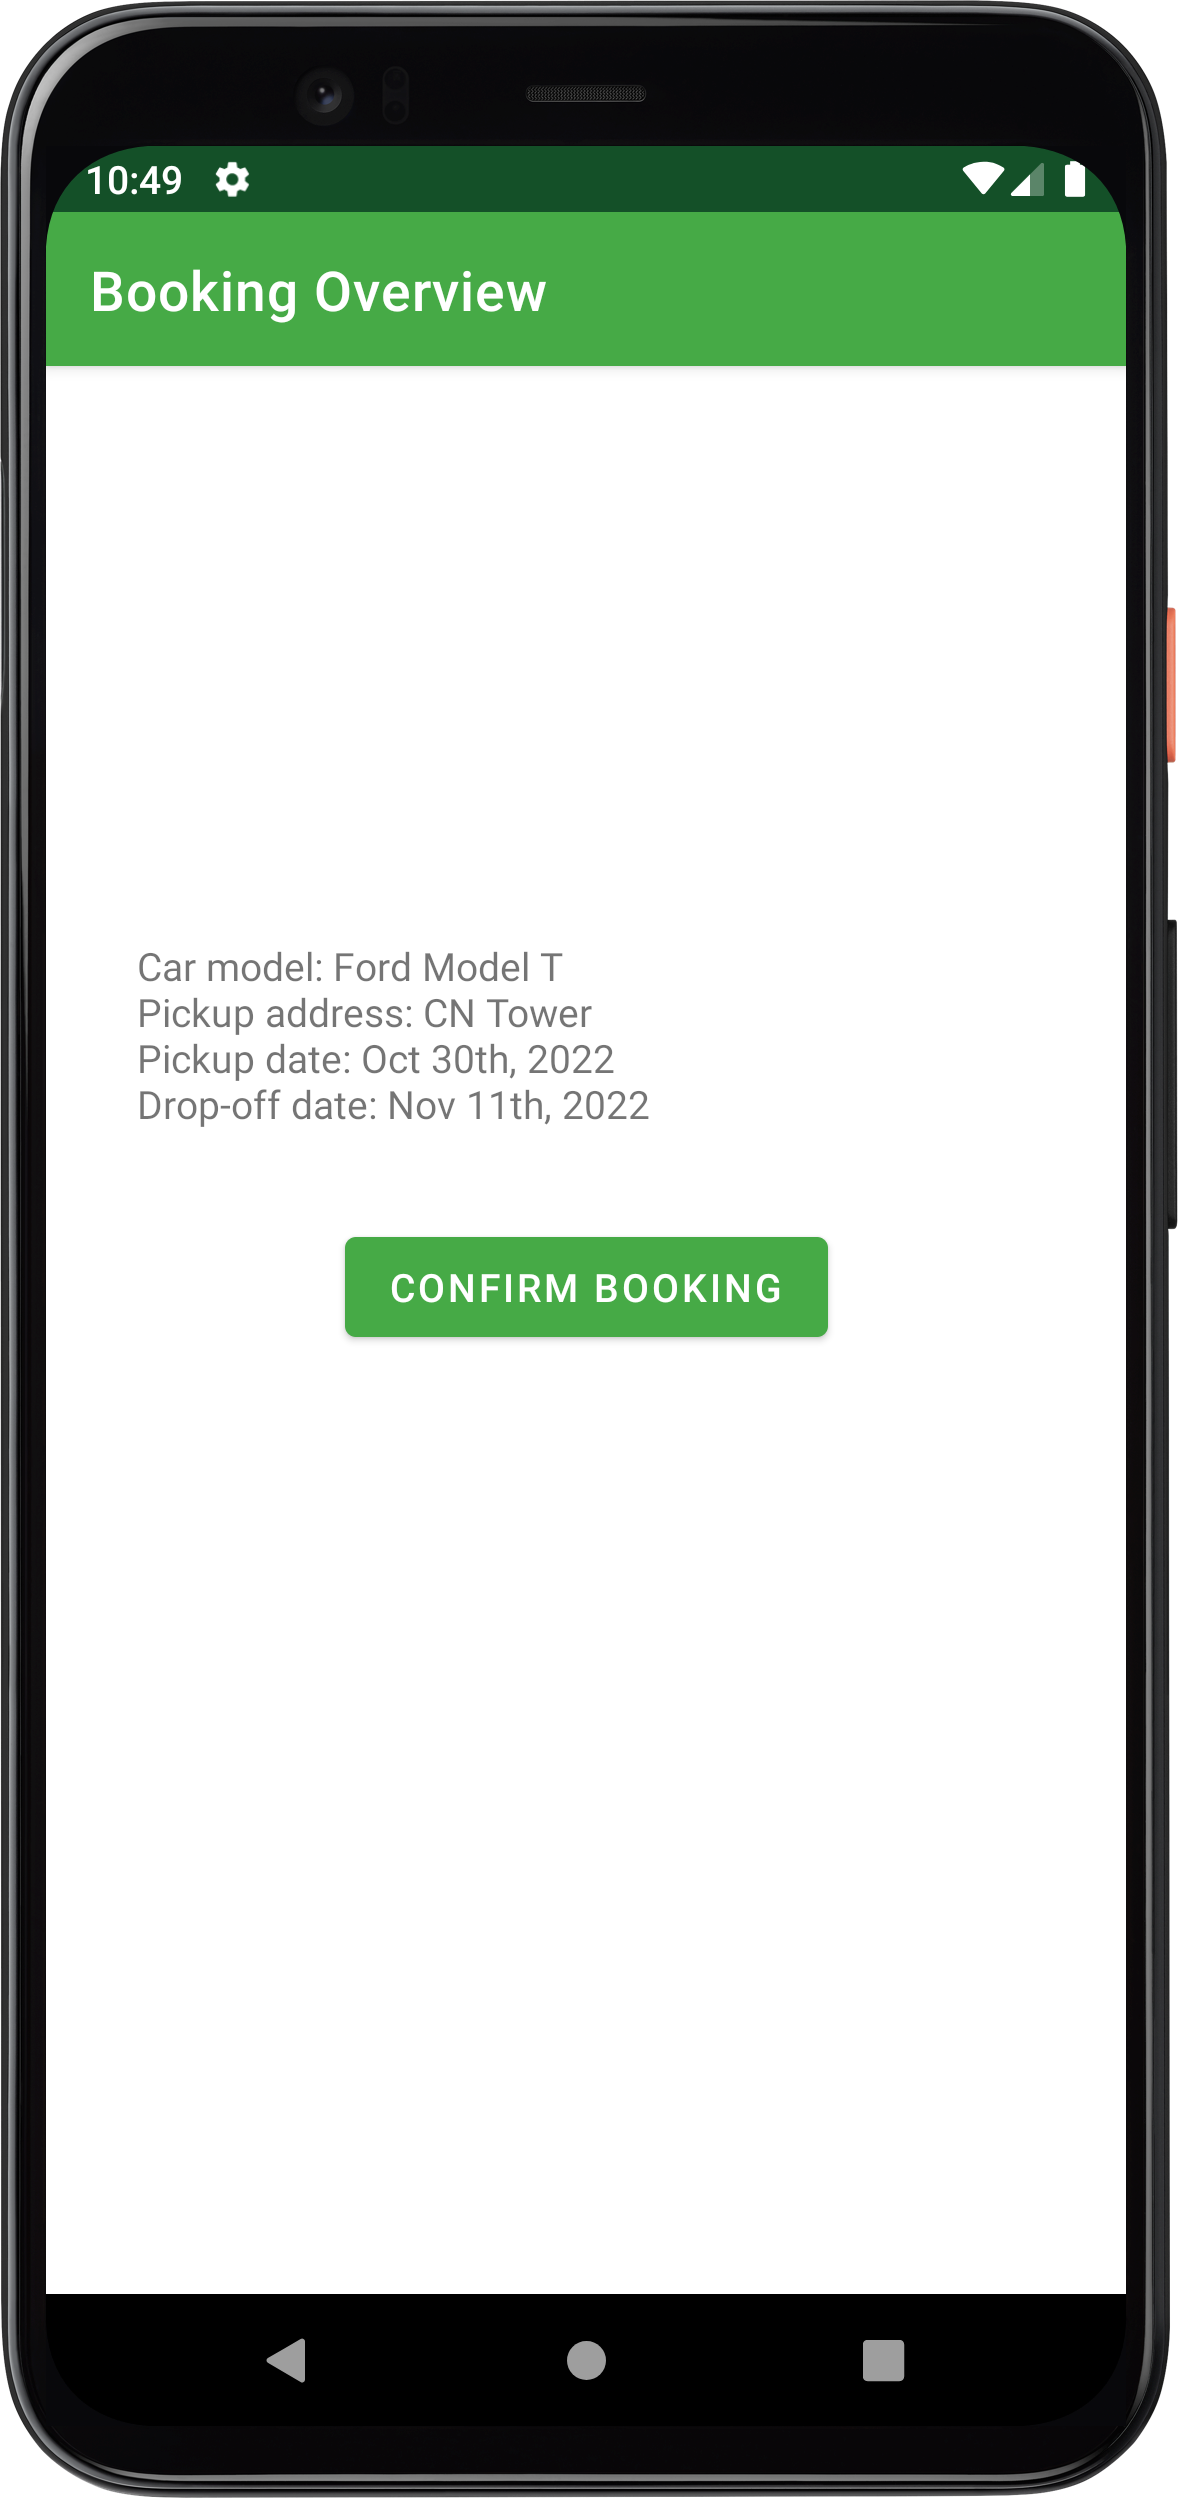 10:49
Booking Overview
Car model: Ford Model T
Pickup address: CN Tower
Pickup date: Oct 30th, 2022
Drop-off date: Nov 11th, 2022
CONFIRM BOOKING